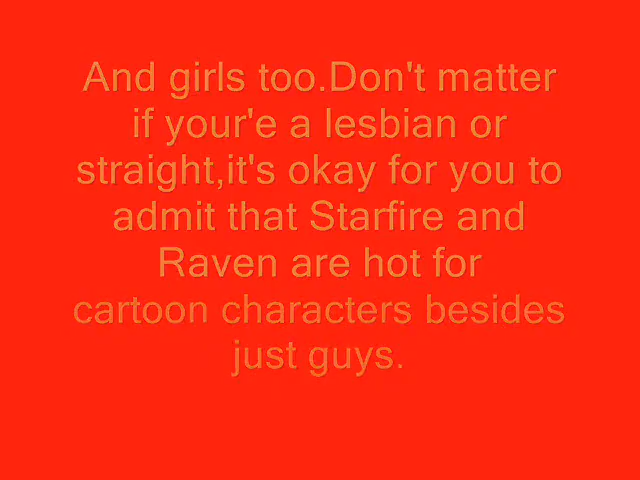 And girls too.Don't matter
if your'e a lesbian or
straight,it's okay for you to
admit that Starfire and
Raven are hot for
cartoon characters besides
just guys.